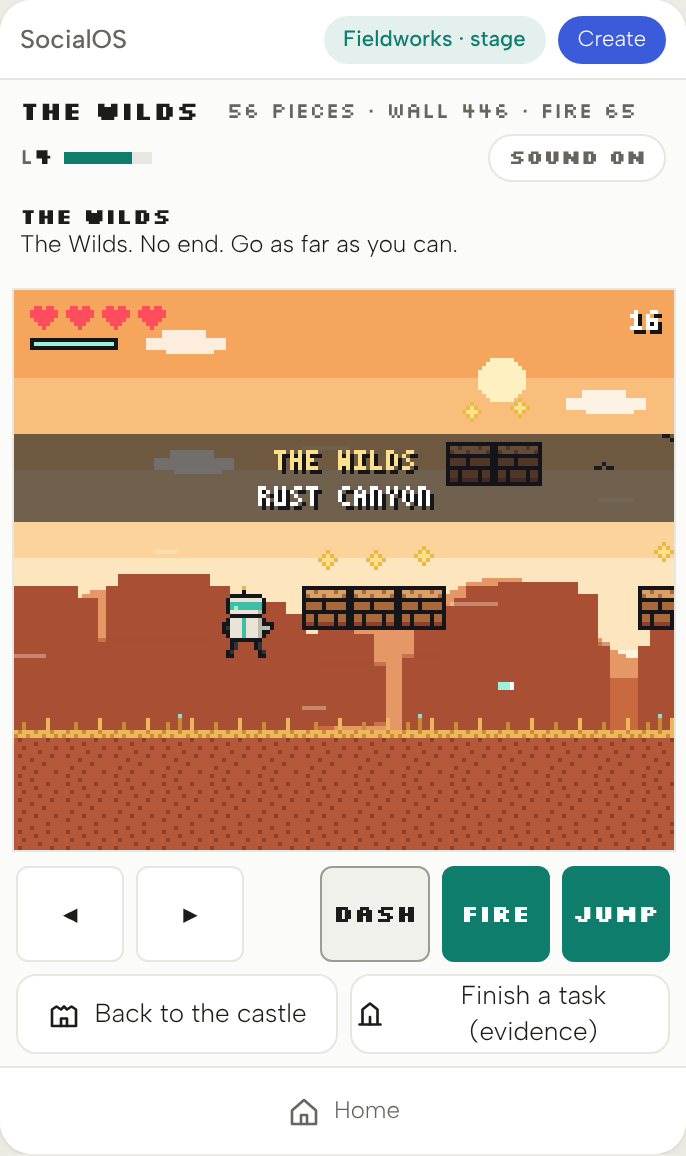 SocialOS
Fieldworks · stage
Create
THE WILDS
56 PIECES · WALL 446 · FIRE 65
L4
SOUND ON
THE WILDS
The Wilds. No end. Go as far as you can.
16
THE WILDS
RUST CANYON
◄
►
DASH
FIRE
JUMP
Back to the castle
Finish a task
(evidence)
Home